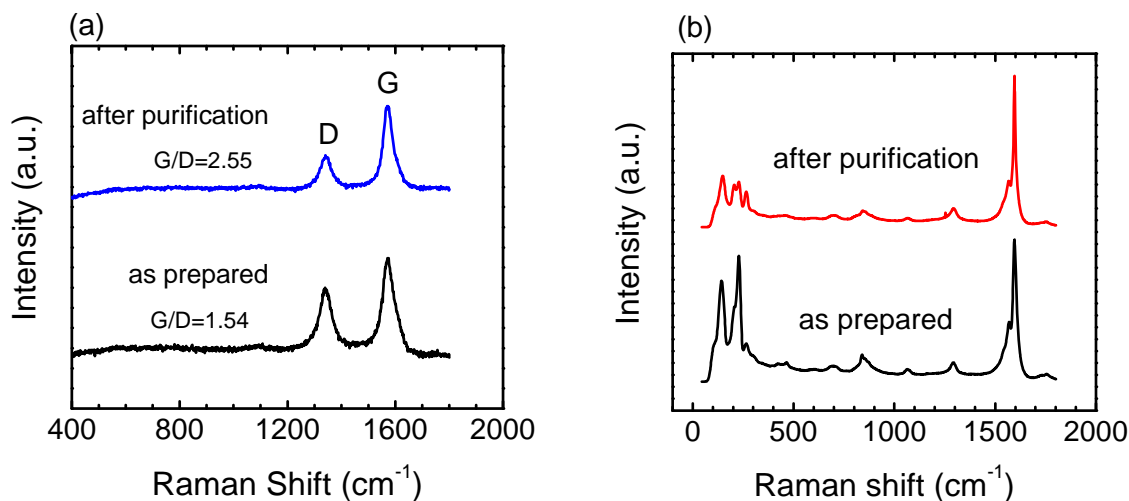 (a)
Intensity (a.u.)
after purification
G/D=2.55
D
G
as prepared
G/D=1.54
400 800 1200 1600 2000
Raman Shift (cm⁻¹)
(b)
Intensity (a.u.)
after purification
as prepared
0 500 1000 1500 2000
Raman shift (cm⁻¹)